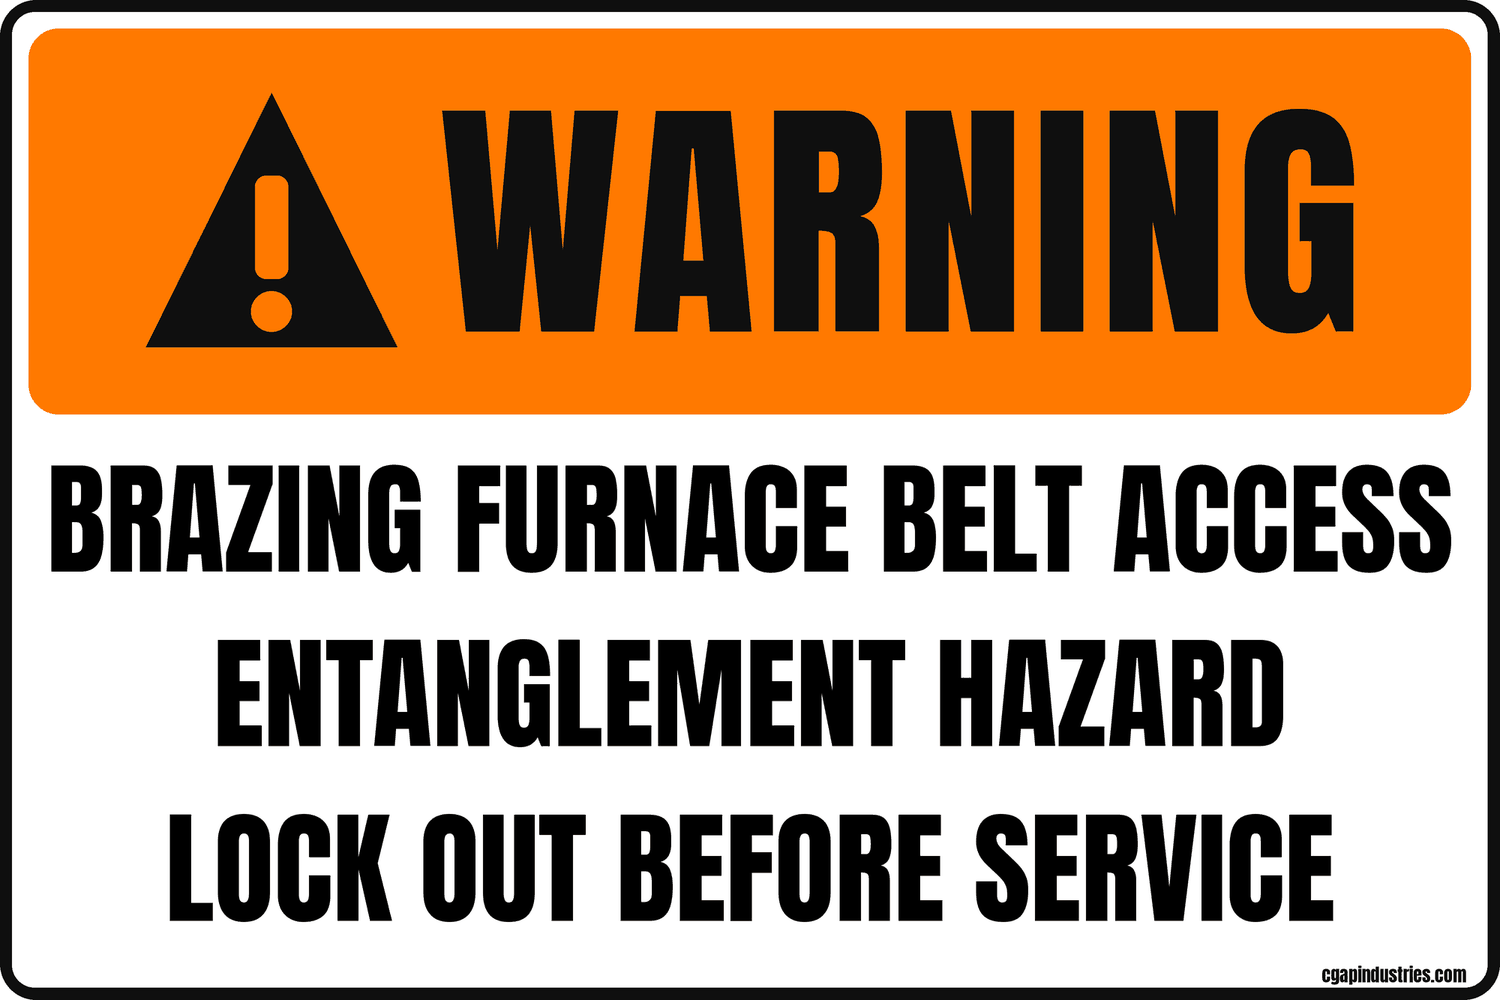 WARNING
BRAZING FURNACE BELT ACCESS
ENTANGLEMENT HAZARD
LOCK OUT BEFORE SERVICE
cgapindustries.com